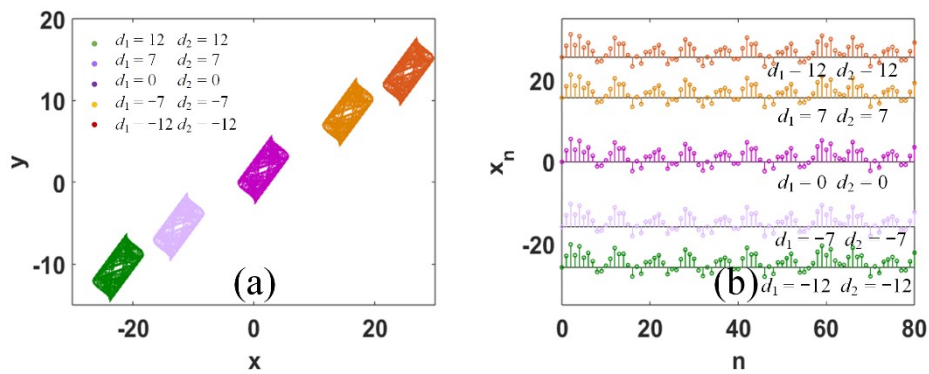 20
10
0
-10
y
-20
0
20
x
d₁ = 12 d₂ = 12
d₁ = 7 d₂ = 7
d₁ = 0 d₂ = 0
d₁ = −7 d₂ = −7
d₁ = −12 d₂ = −12
(a)
20
0
-20
xₙ
0
20
40
60
80
n
d₁ = 12 d₂ = 12
d₁ = 7 d₂ = 7
d₁ = 0 d₂ = 0
d₁ = −7 d₂ = −7
d₁ = −12 d₂ = −12
(b)